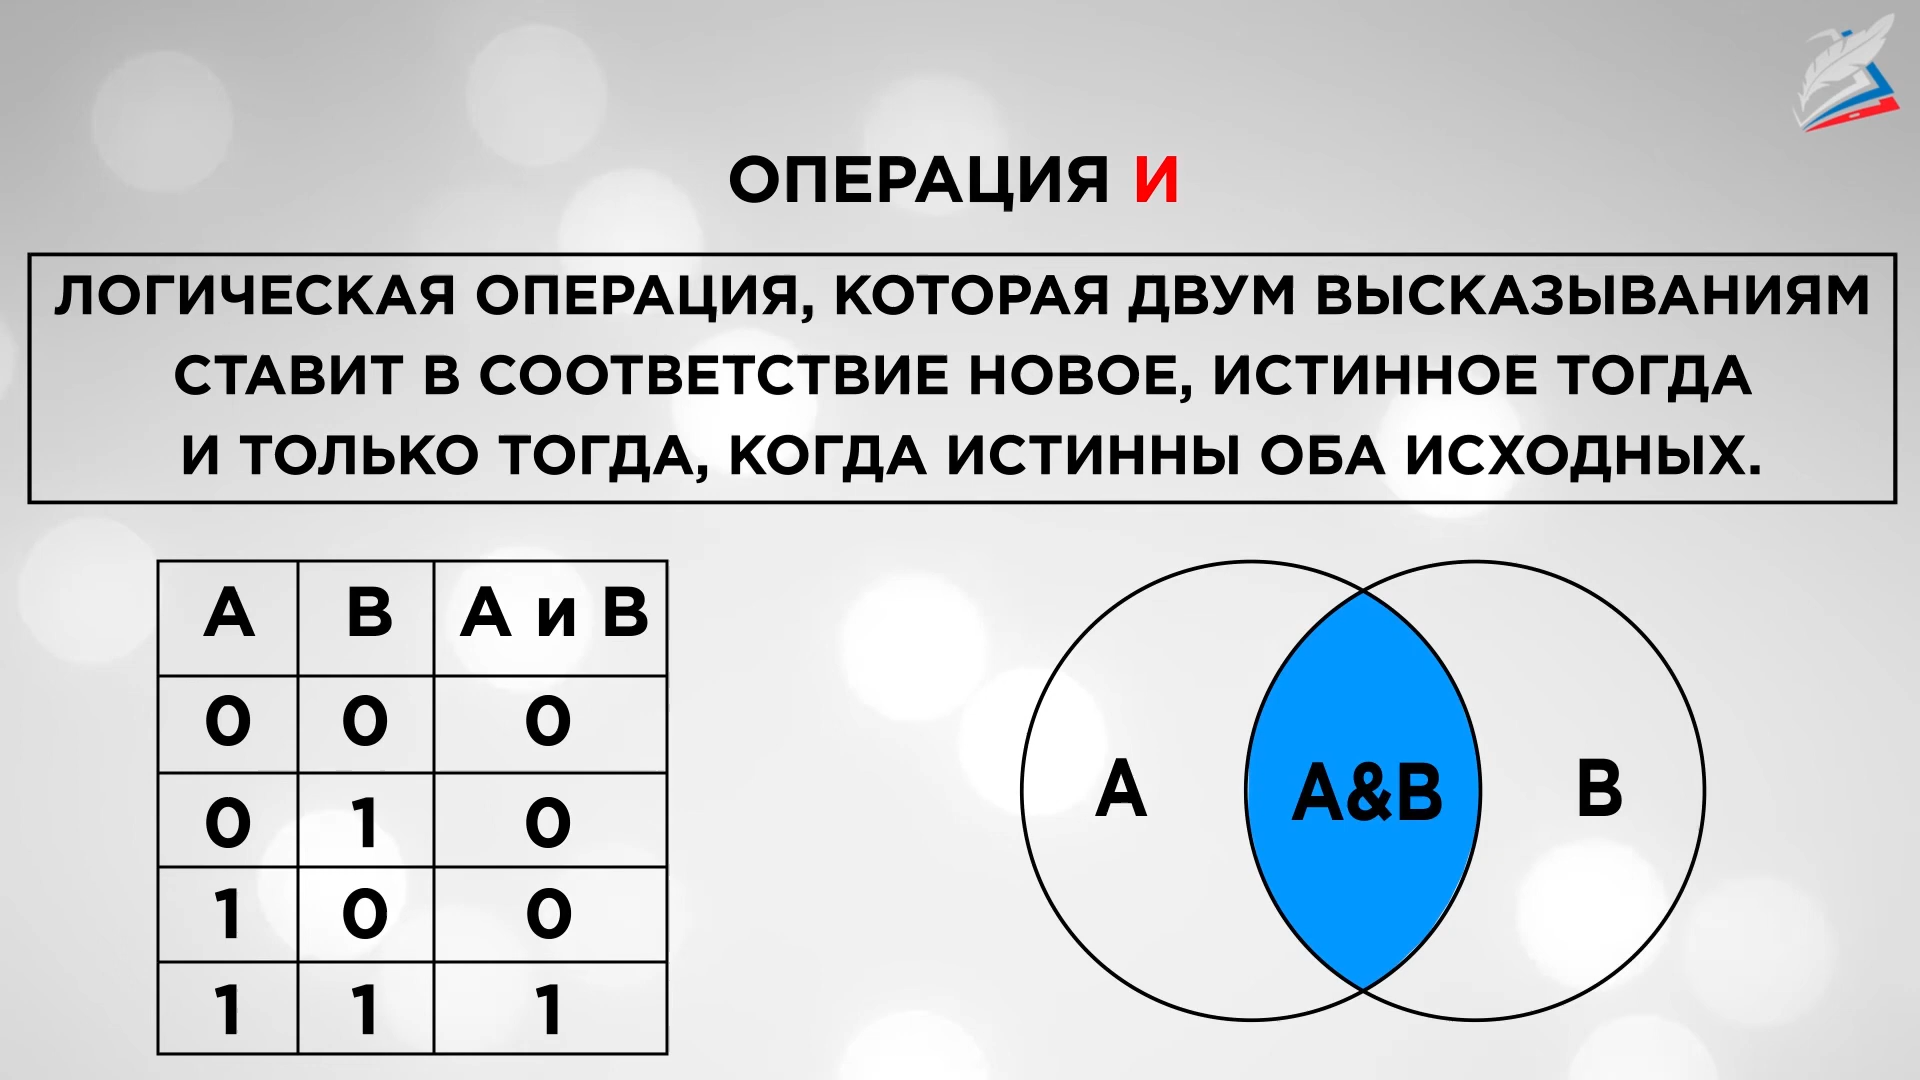 ОПЕРАЦИЯ И
ЛОГИЧЕСКАЯ ОПЕРАЦИЯ, КОТОРАЯ ДВУМ ВЫСКАЗЫВАНИЯМ
СТАВИТ В СООТВЕТСТВИЕ НОВОЕ, ИСТИННОЕ ТОГДА
И ТОЛЬКО ТОГДА, КОГДА ИСТИННЫ ОБА ИСХОДНЫХ.
А В А и В
0 0 0
0 1 0
1 0 0
1 1 1
А А&В В